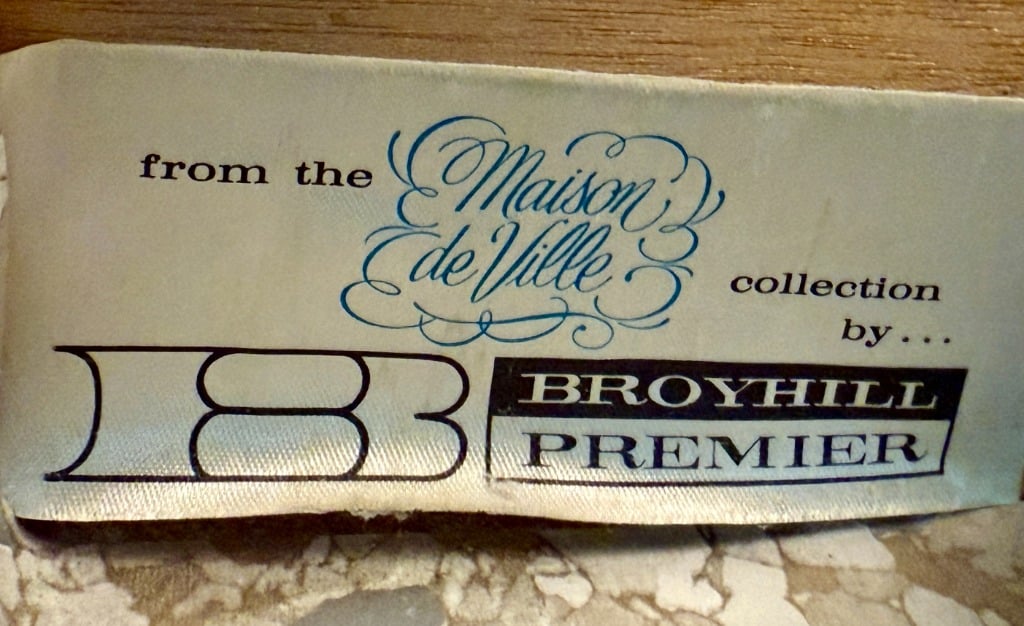 from the Maison
de Ville
collection
by...
B BROYHILL
PREMIER